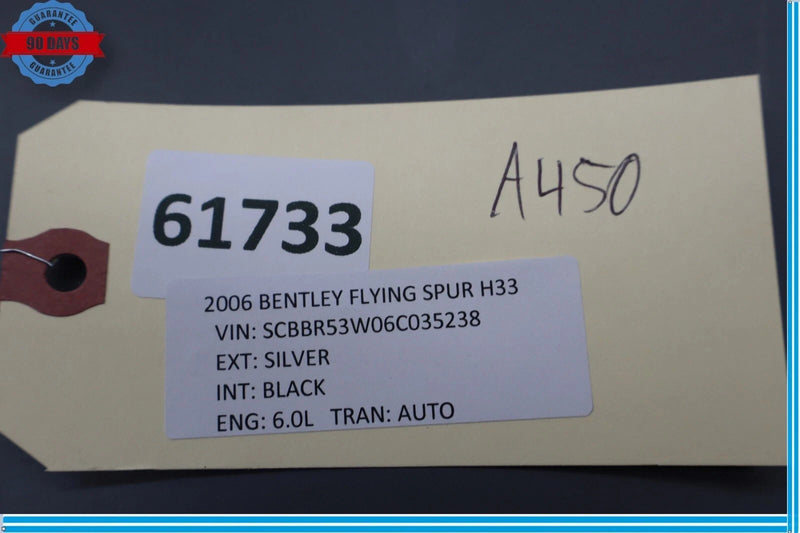 GUARANTEE
90 DAYS
GUARANTEE
A450
61733
2006 BENTLEY FLYING SPUR H33
VIN: SCBBR53W06C035238
EXT: SILVER
INT: BLACK
ENG: 6.0L TRAN: AUTO